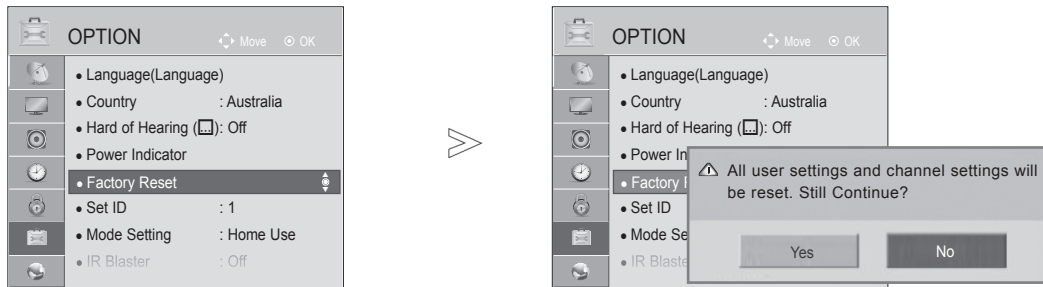 OPTION
Move OK
• Language(Language)
• Country : Australia
• Hard of Hearing (): Off
• Power Indicator
• Factory Reset
• Set ID : 1
• Mode Setting : Home Use
• IR Blaster : Off
OPTION
Move OK
• Language(Language)
• Country : Australia
• Hard of Hearing (): Off
• Power In
• Factory R
• Set ID
• Mode Se
• IR Blaste
All user settings and channel settings will
be reset. Still Continue?
Yes No